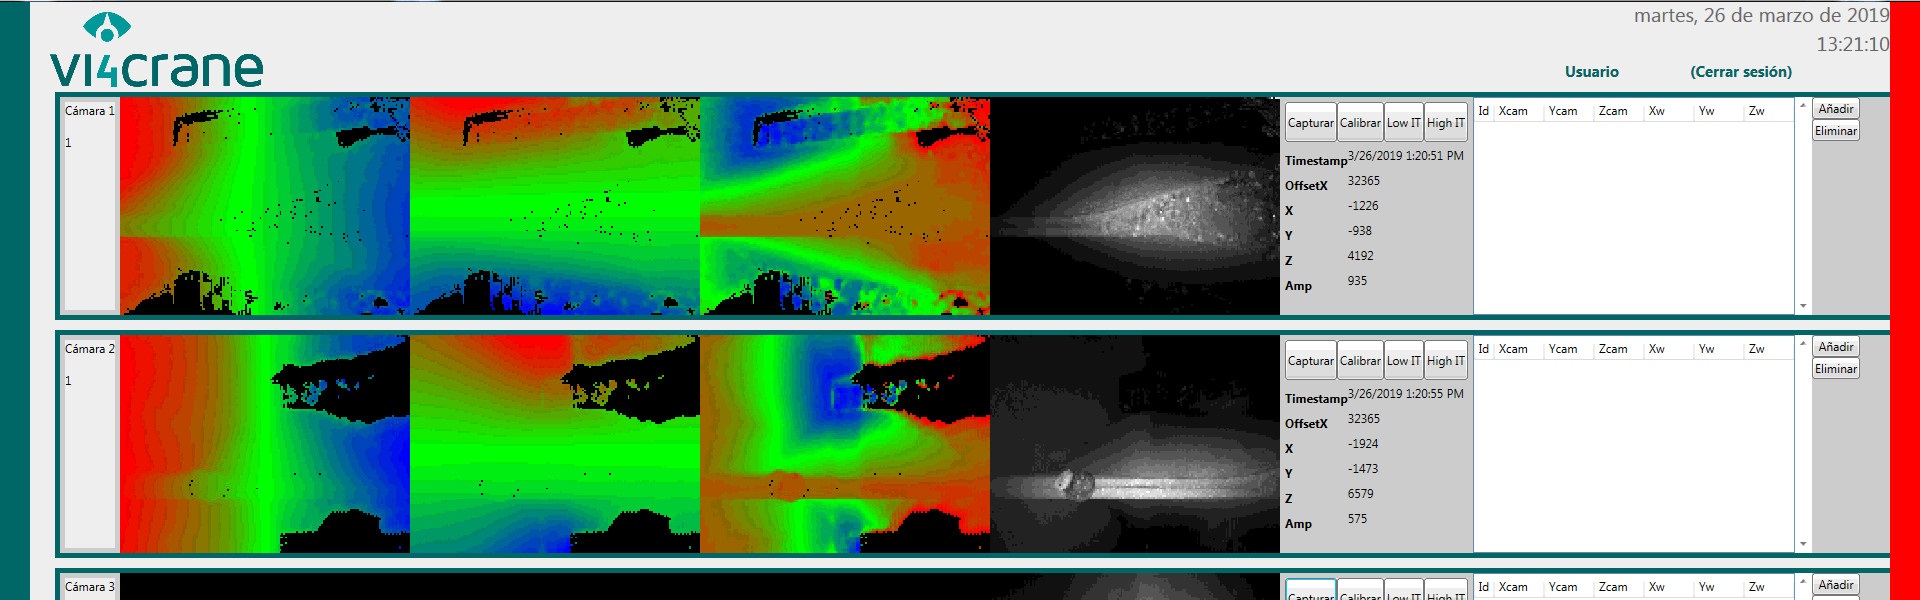 martes, 26 de marzo de 2019
13:21:10
vi4crane
Usuario (Cerrar sesión)
Cámara 1
1
Capturar Calibrar Low IT High IT
Timestamp 3/26/2019 1:20:51 PM
OffsetX 32365
X -1226
Y -938
Z 4192
Amp 935
Id Xcam Ycam Zcam Xw Yw Zw
Añadir
Eliminar
Cámara 2
1
Capturar Calibrar Low IT High IT
Timestamp 3/26/2019 1:20:55 PM
OffsetX 32365
X -1924
Y -1473
Z 6579
Amp 575
Id Xcam Ycam Zcam Xw Yw Zw
Añadir
Eliminar
Cámara 3
Capturar Calibrar Low IT High IT
Id Xcam Ycam Zcam Xw Yw Zw
Añadir